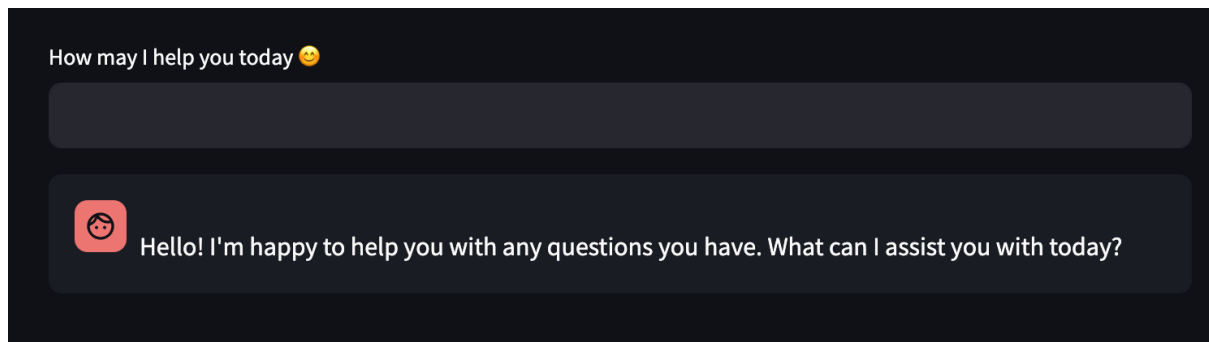 How may I help you today 😊
Hello! I'm happy to help you with any questions you have. What can I assist you with today?